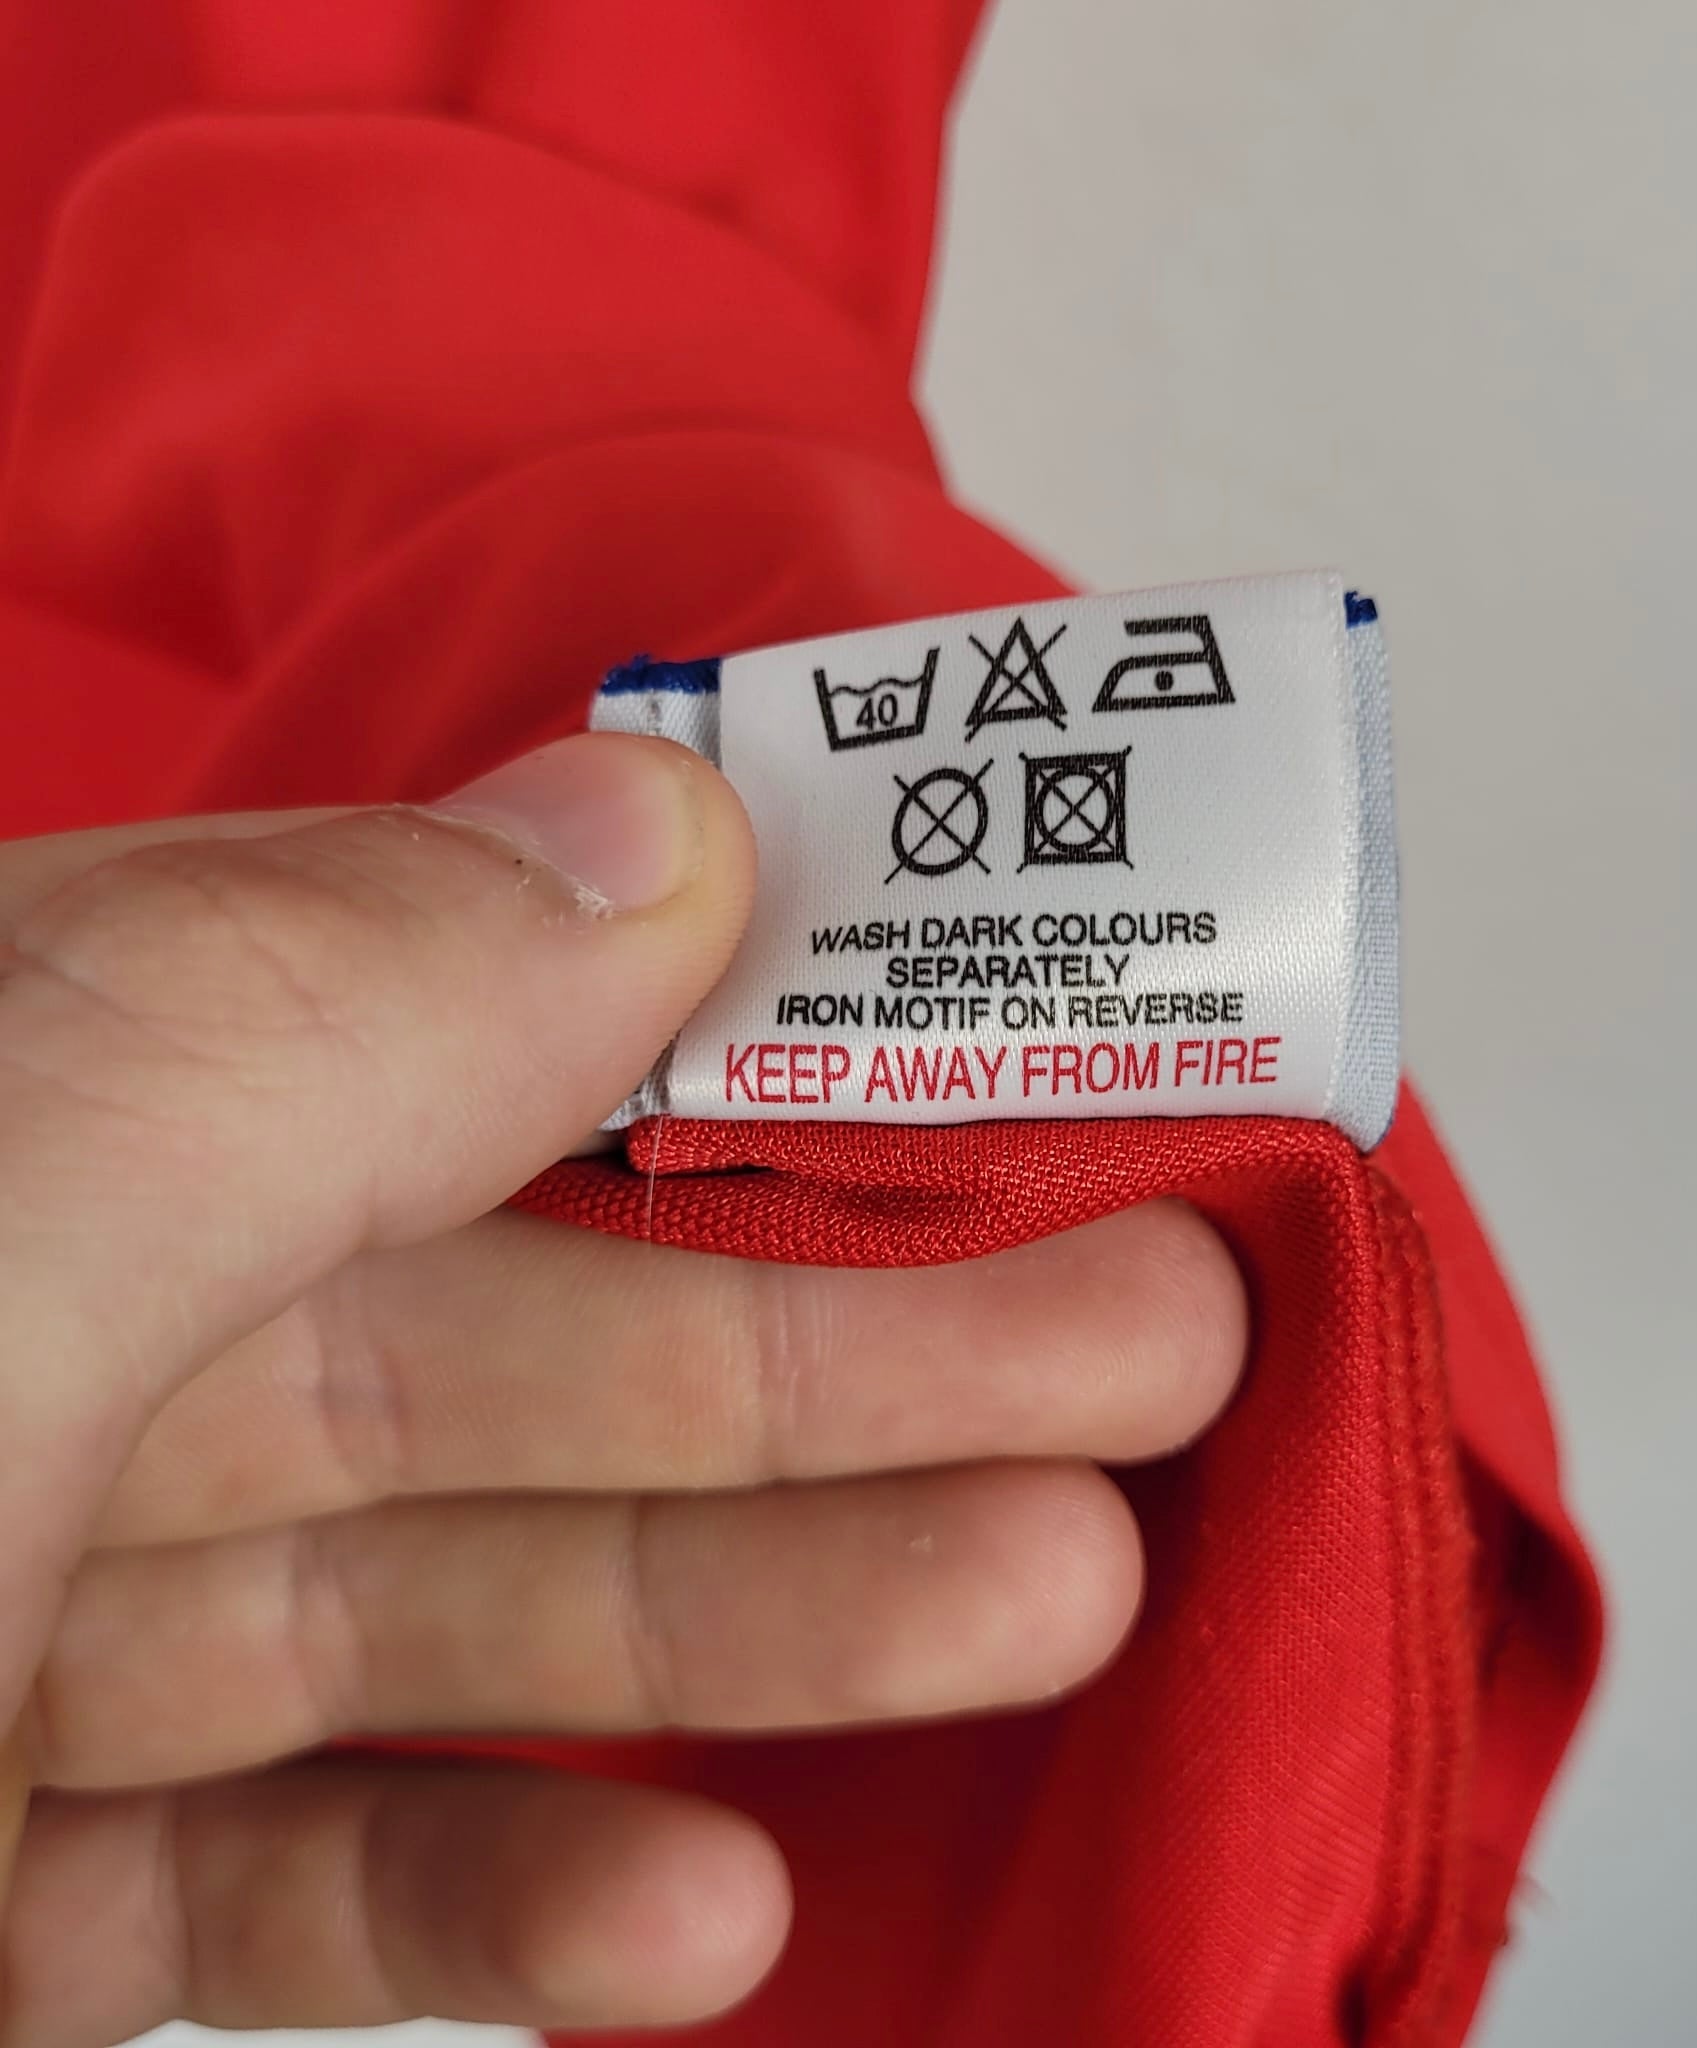 40
WASH DARK COLOURS
SEPARATELY
IRON MOTIF ON REVERSE
KEEP AWAY FROM FIRE